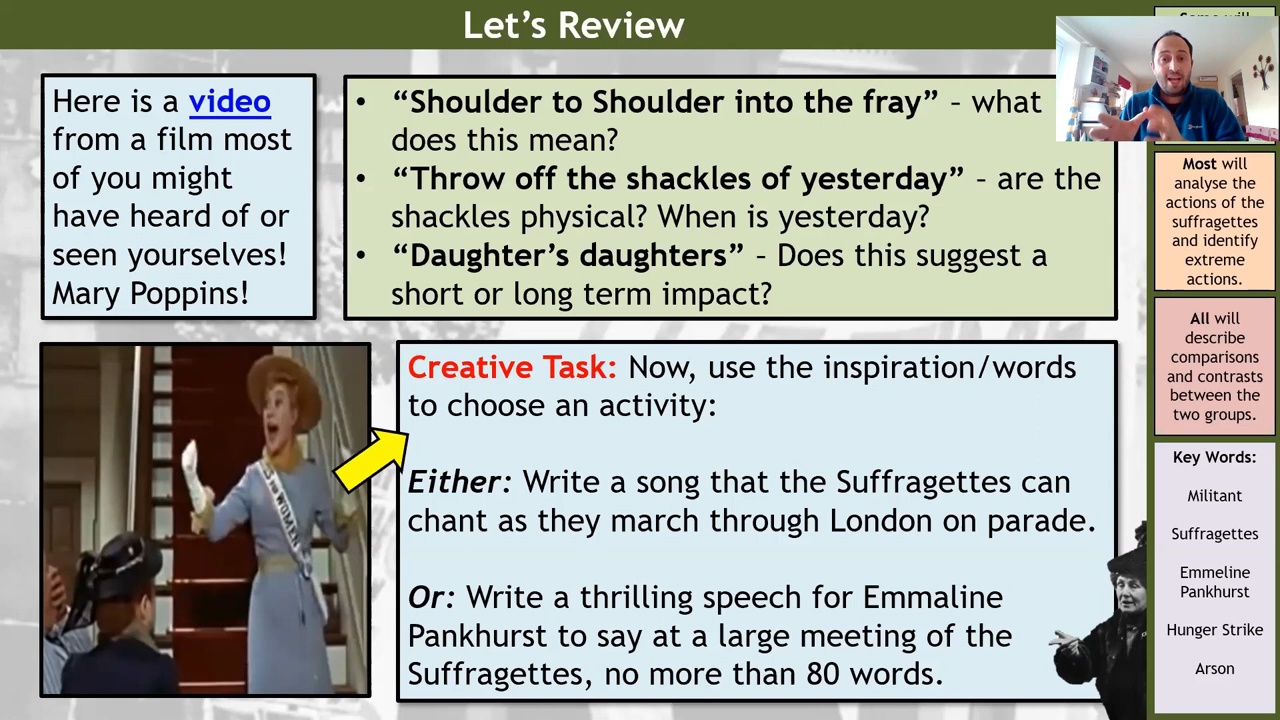 Let's Review
Here is a video
from a film most
of you might
have heard of or
seen yourselves!
Mary Poppins!
• “Shoulder to Shoulder into the fray” – what
does this mean?
• “Throw off the shackles of yesterday” – are the
shackles physical? When is yesterday?
• “Daughter’s daughters” – Does this suggest a
short or long term impact?
Creative Task: Now, use the inspiration/words
to choose an activity:
Either: Write a song that the Suffragettes can
chant as they march through London on parade.
Or: Write a thrilling speech for Emmaline
Pankhurst to say at a large meeting of the
Suffragettes, no more than 80 words.
Most will
analyse the
actions of the
suffragettes
and identify
extreme
actions.
All will
describe
comparisons
and contrasts
between the
two groups.
Key Words:
Militant
Suffragettes
Emmeline
Pankhurst
Hunger Strike
Arson